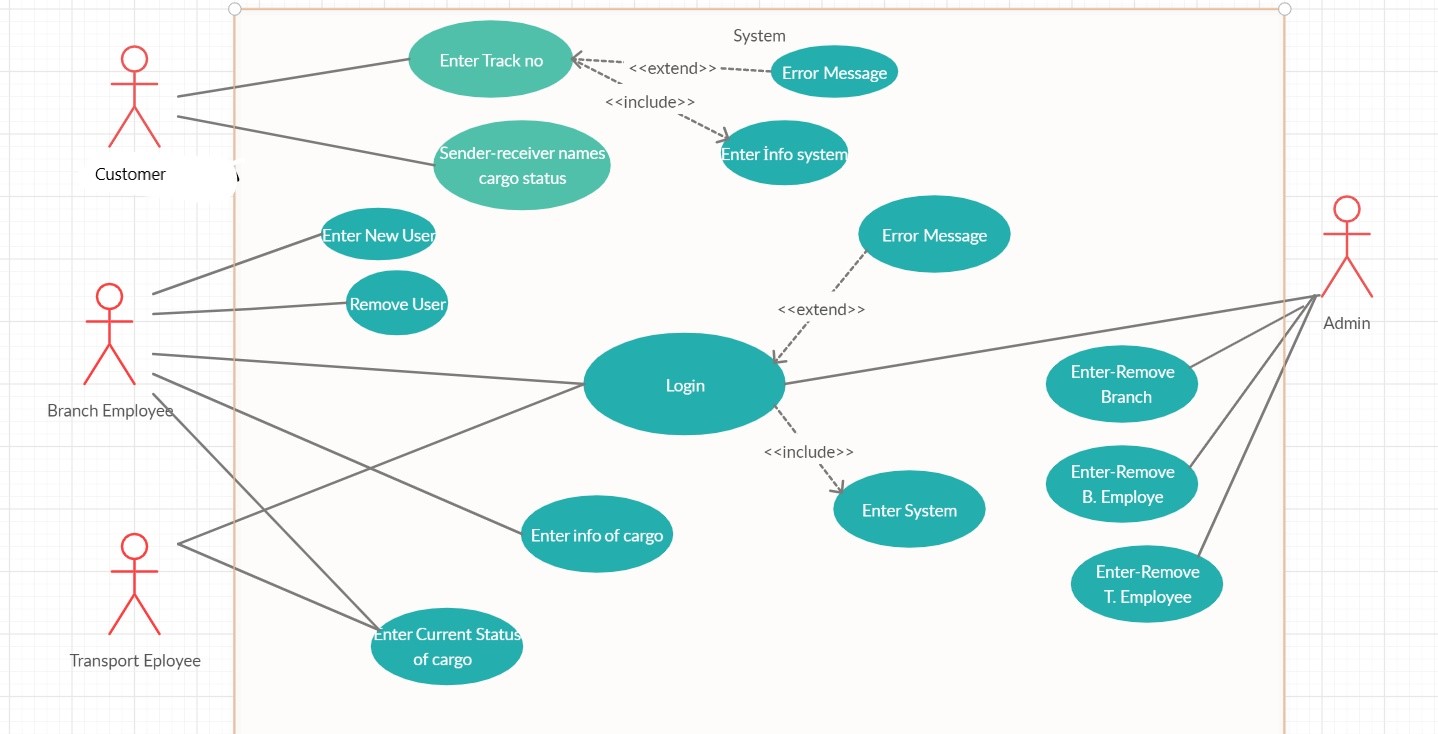 System
Enter Track no
<<extend>>
Error Message
<<include>>
Enter İnfo system
Sender-receiver names
cargo status
Customer
Enter New User
Error Message
Remove User
<<extend>>
Admin
Branch Employee
Login
Enter-Remove
Branch
<<include>>
Enter-Remove
B. Employe
Enter System
Enter info of cargo
Enter-Remove
T. Employee
Enter Current Status
of cargo
Transport Eployee